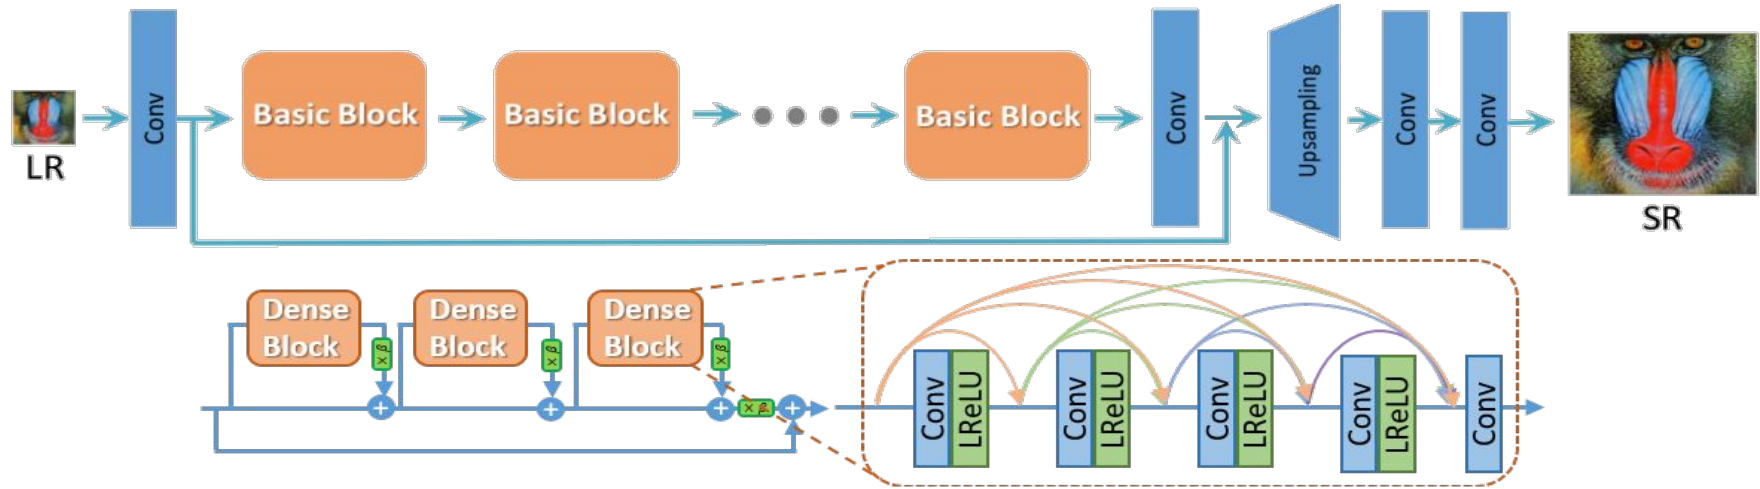 LR
Conv
Basic Block
Basic Block
Basic Block
Conv
Upsampling
Conv
Conv
SR
Dense
Block
× β
+
Dense
Block
× β
+
Dense
Block
× β
+
× β
+
Conv
LReLU
Conv
LReLU
Conv
LReLU
Conv
LReLU
Conv